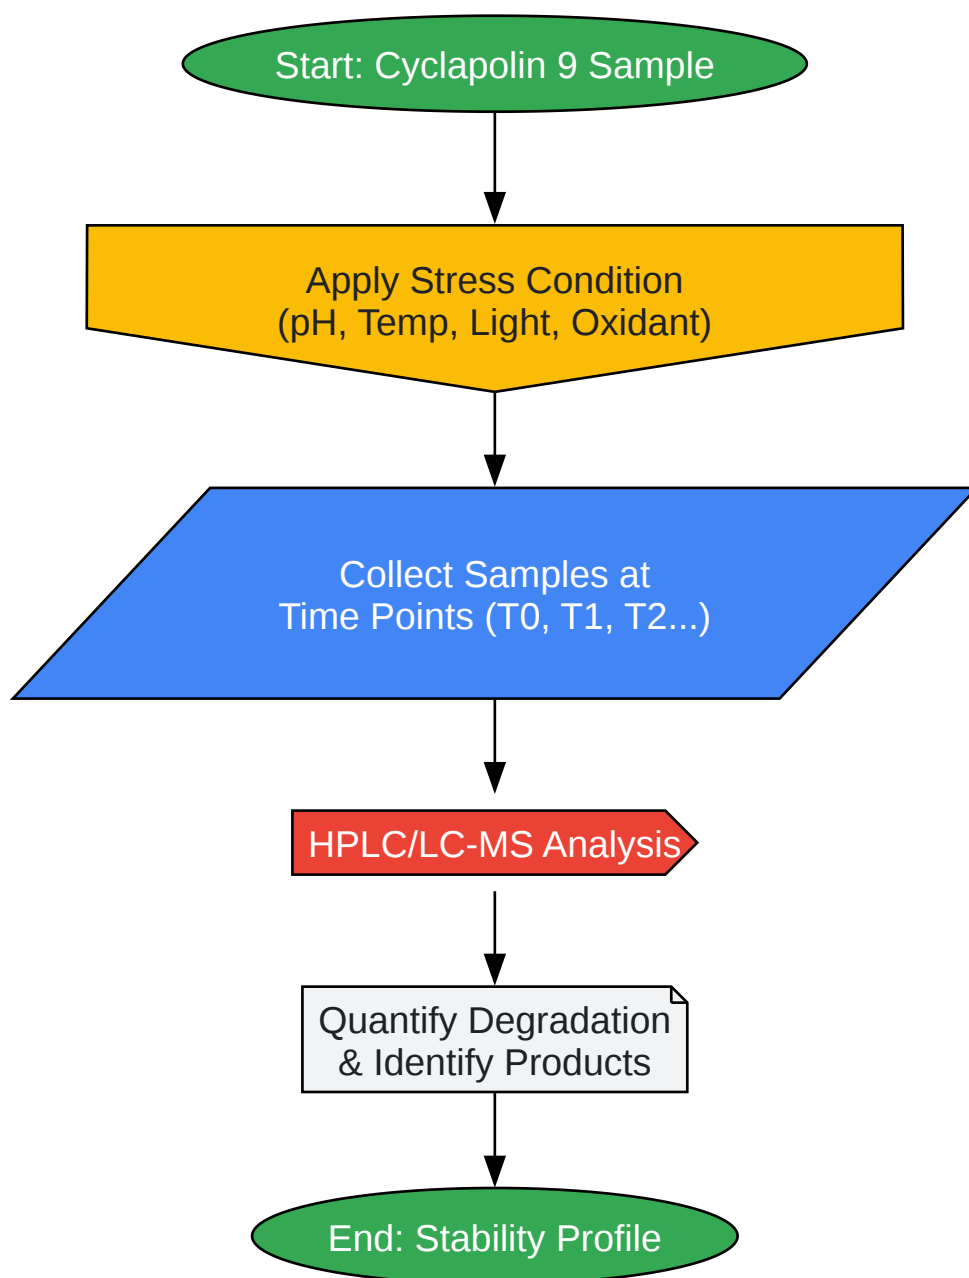 Start: Cyclapolin 9 Sample
Apply Stress Condition
(pH, Temp, Light, Oxidant)
Collect Samples at
Time Points (T0, T1, T2...)
HPLC/LC-MS Analysis
Quantify Degradation
& Identify Products
End: Stability Profile